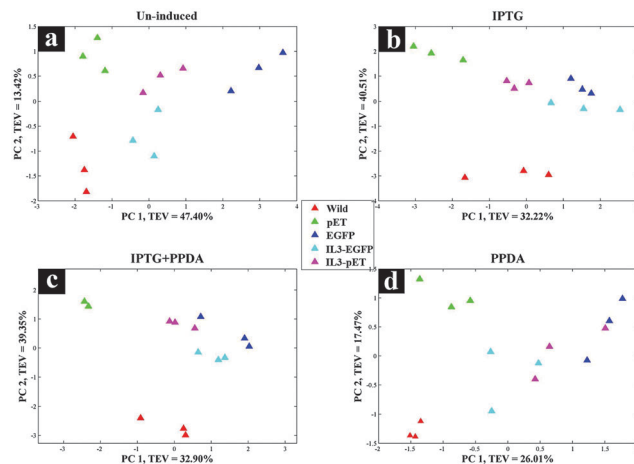 Un-induced
a
PC 2, TEV = 13.42%
1.5
1
0.5
0
-0.5
-1
-1.5
-2
-3 -2 -1 0 1 2 3 4
PC 1, TEV = 47.40%
IPTG
b
PC 2, TEV = 40.51%
3
2
1
0
-1
-2
-3
-4
-3 -2 -1 0 1 2 3
PC 1, TEV = 32.22%
Wild
pET
EGFP
IL3-EGFP
IL3-pET
IPTG+PPDA
c
PC 2, TEV = 39.35%
2
1
0
-1
-2
-3
-3 -2 -1 0 1 2 3
PC 1, TEV = 32.90%
PPDA
d
PC 2, TEV = 17.47%
1.5
1
0.5
0
-0.5
-1
-1.5
-2 -1.5 -1 -0.5 0 0.5 1 1.5
PC 1, TEV = 26.01%